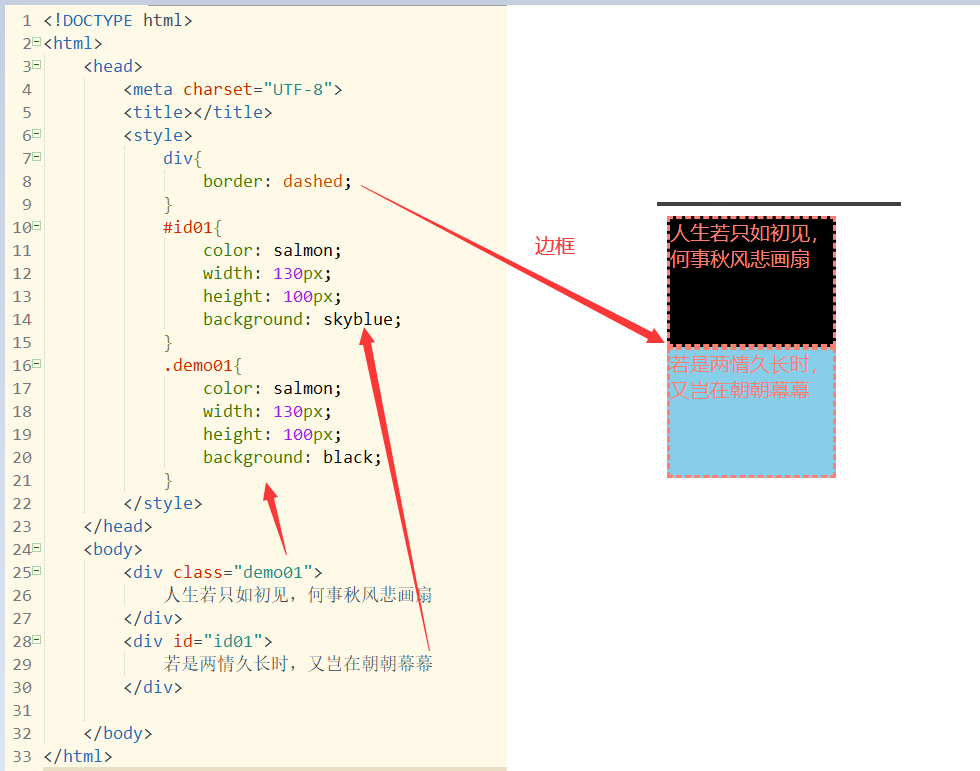 1 <!DOCTYPE html>
2 <html>
3     <head>
4         <meta charset="UTF-8">
5         <title></title>
6         <style>
7             div{
8                 border: dashed;
9             }
10             #id01{
11                 color: salmon;
12                 width: 130px;
13                 height: 100px;
14                 background: skyblue;
15             }
16             .demo01{
17                 color: salmon;
18                 width: 130px;
19                 height: 100px;
20                 background: black;
21             }
22         </style>
23     </head>
24     <body>
25         <div class="demo01">
26             人生若只如初见，何事秋风悲画扇
27         </div>
28         <div id="id01">
29             若是两情久长时，又岂在朝朝幕幕
30         </div>
31
32     </body>
33 </html>
边框
人生若只如初见，
何事秋风悲画扇
若是两情久长时，
又岂在朝朝幕幕